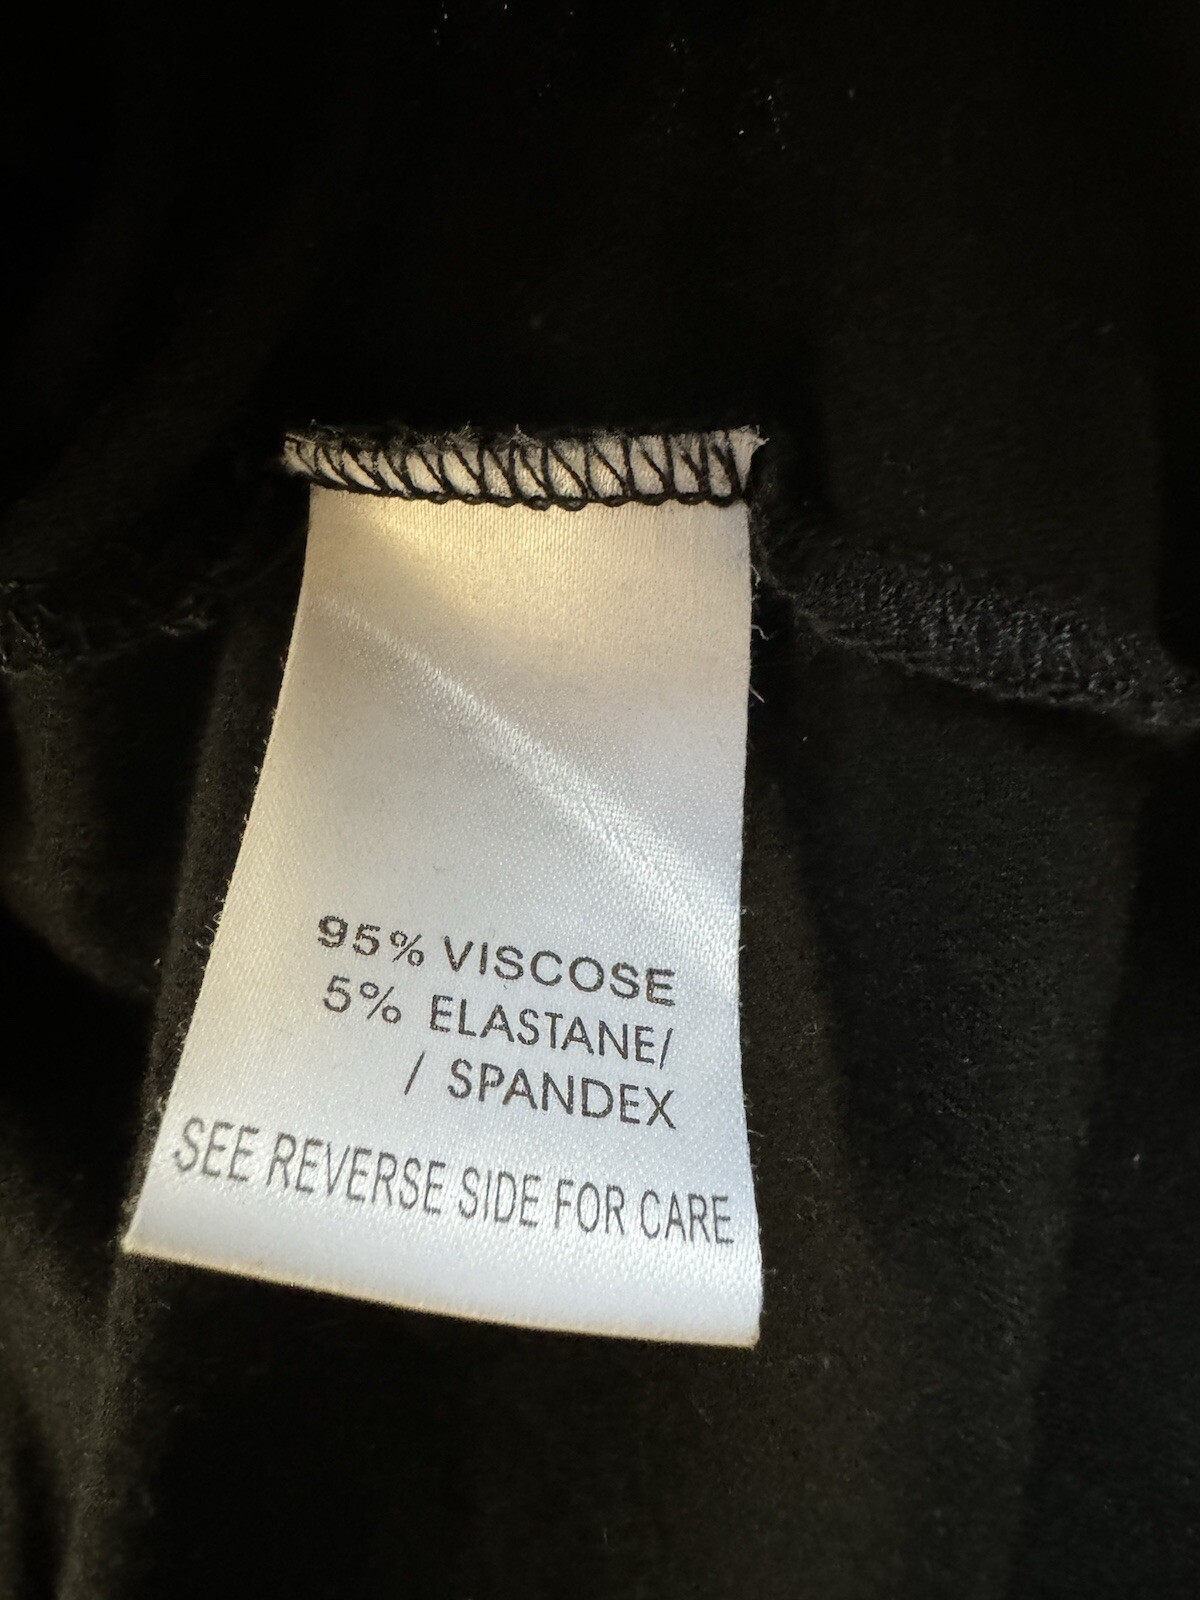 95% VISCOSE
5% ELASTANE/
/ SPANDEX
SEE REVERSE SIDE FOR CARE